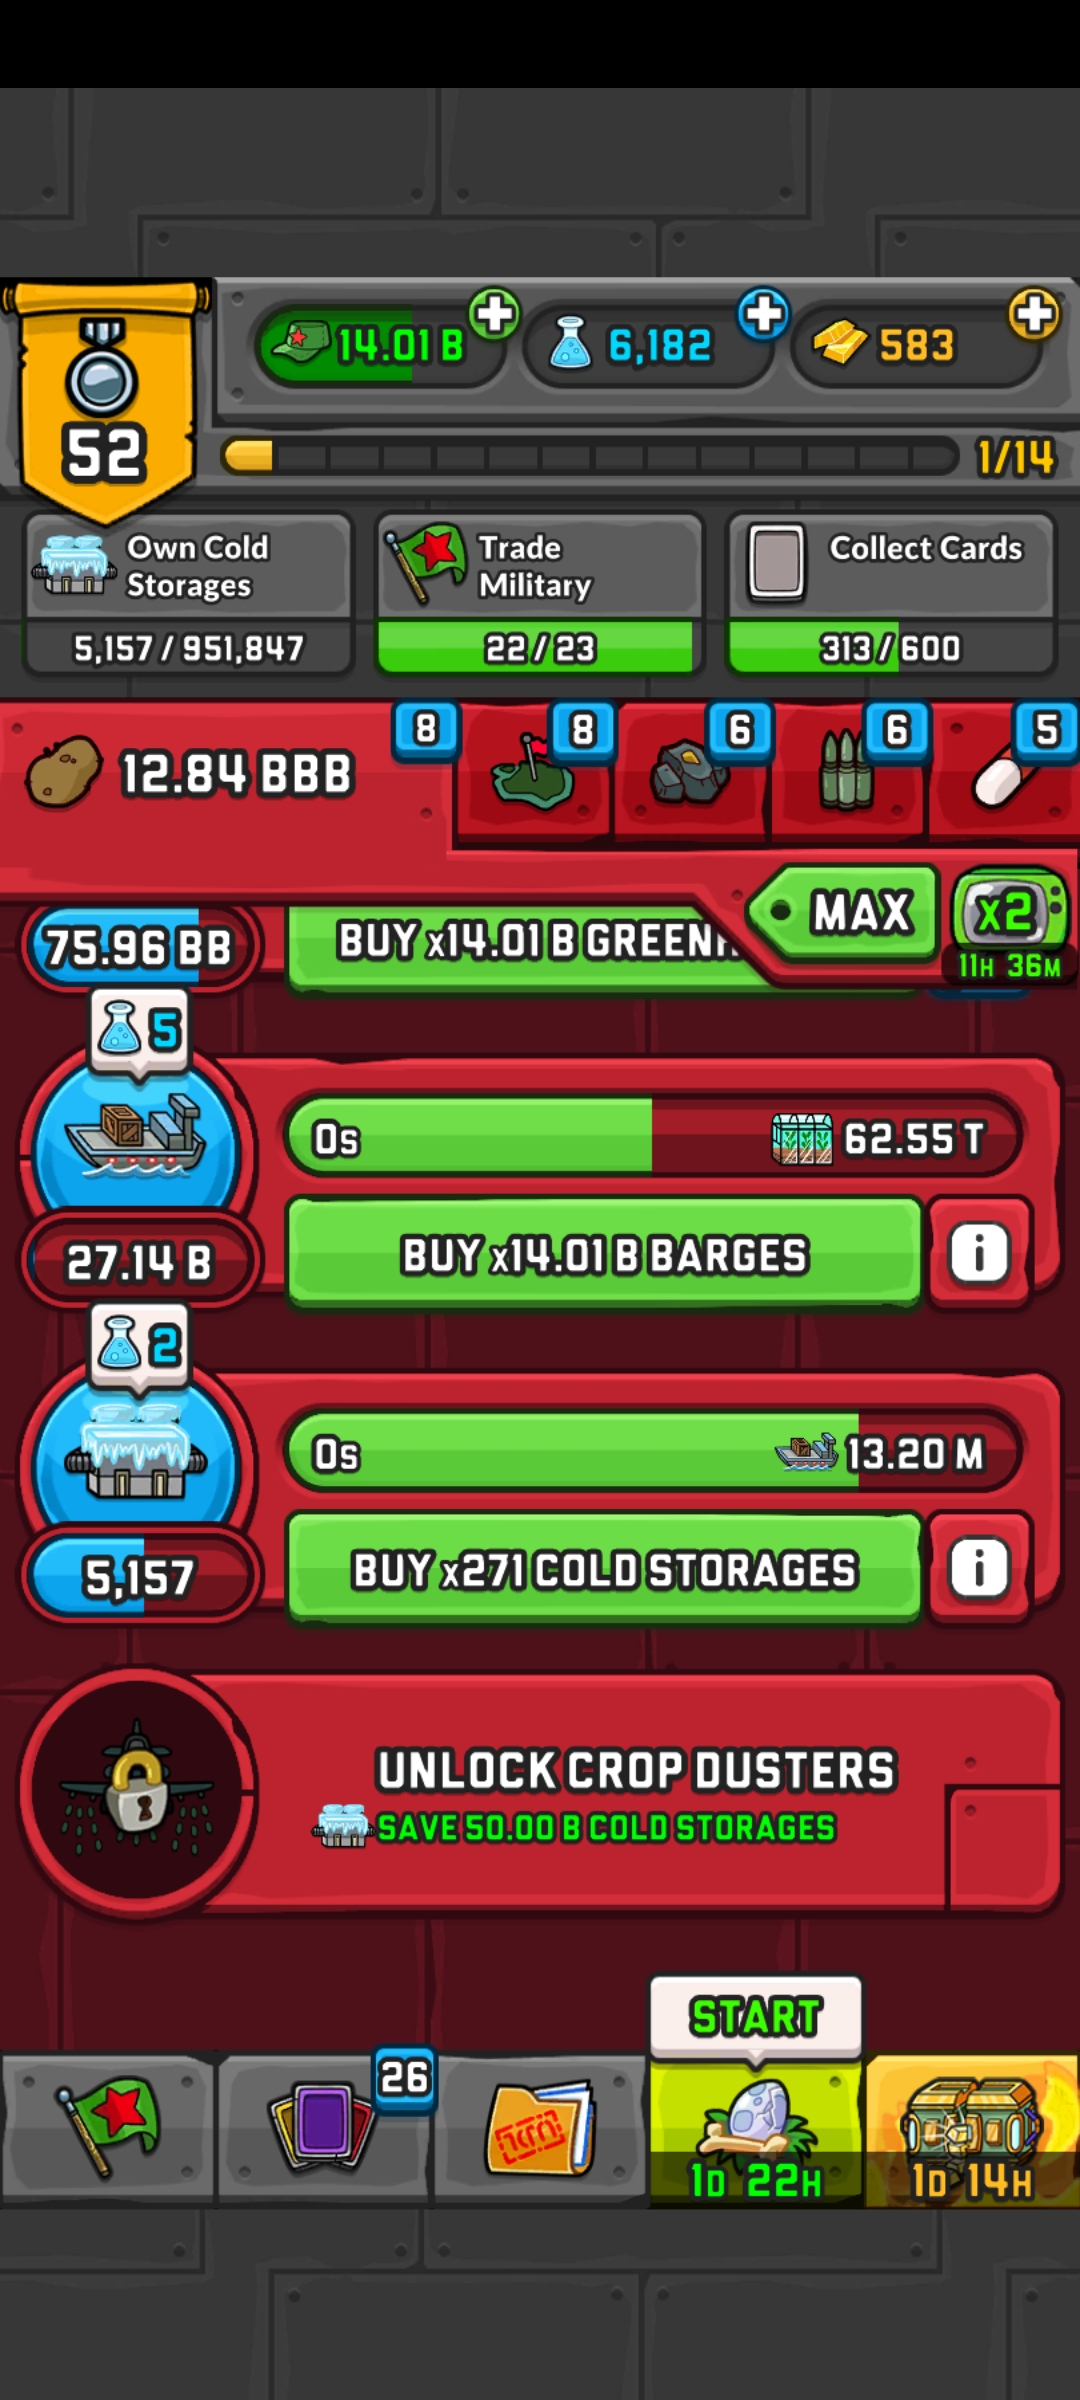 14.01 B
6,182
583
52
1/14
Own Cold
Storages
5,157 / 951,847
Trade
Military
22 / 23
Collect Cards
313 / 600
12.84 BBB
8
8
6
6
5
MAX
x2
11H 36M
75.96 BB
BUY x14.01 B
5
0s
62.55 T
27.14 B
BUY x14.01 B BARGES
i
2
0s
13.20 M
5,157
BUY x271 COLD STORAGES
i
UNLOCK CROP DUSTERS
SAVE 50.00 B COLD STORAGES
START
26
1D 22H
1D 14H